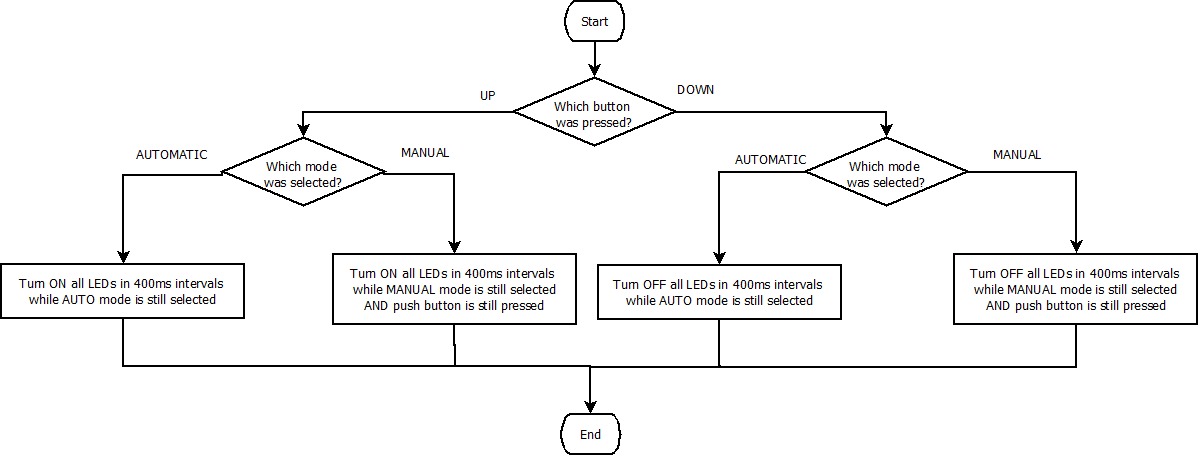 Start
Which button
was pressed?
UP
DOWN
Which mode
was selected?
AUTOMATIC
MANUAL
Which mode
was selected?
AUTOMATIC
MANUAL
Turn ON all LEDs in 400ms intervals
while AUTO mode is still selected
Turn ON all LEDs in 400ms intervals
while MANUAL mode is still selected
AND push button is still pressed
Turn OFF all LEDs in 400ms intervals
while AUTO mode is still selected
Turn OFF all LEDs in 400ms intervals
while MANUAL mode is still selected
AND push button is still pressed
End